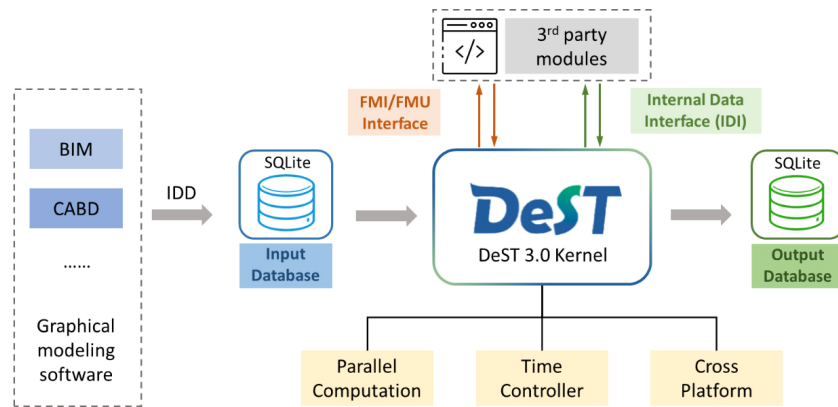 3rd party
modules
</>
FMI/FMU
Interface
Internal Data
Interface (IDI)
BIM
CABD
......
Graphical
modeling
software
IDD
SQLite
Input
Database
DeST
DeST 3.0 Kernel
SQLite
Output
Database
Parallel
Computation
Time
Controller
Cross
Platform